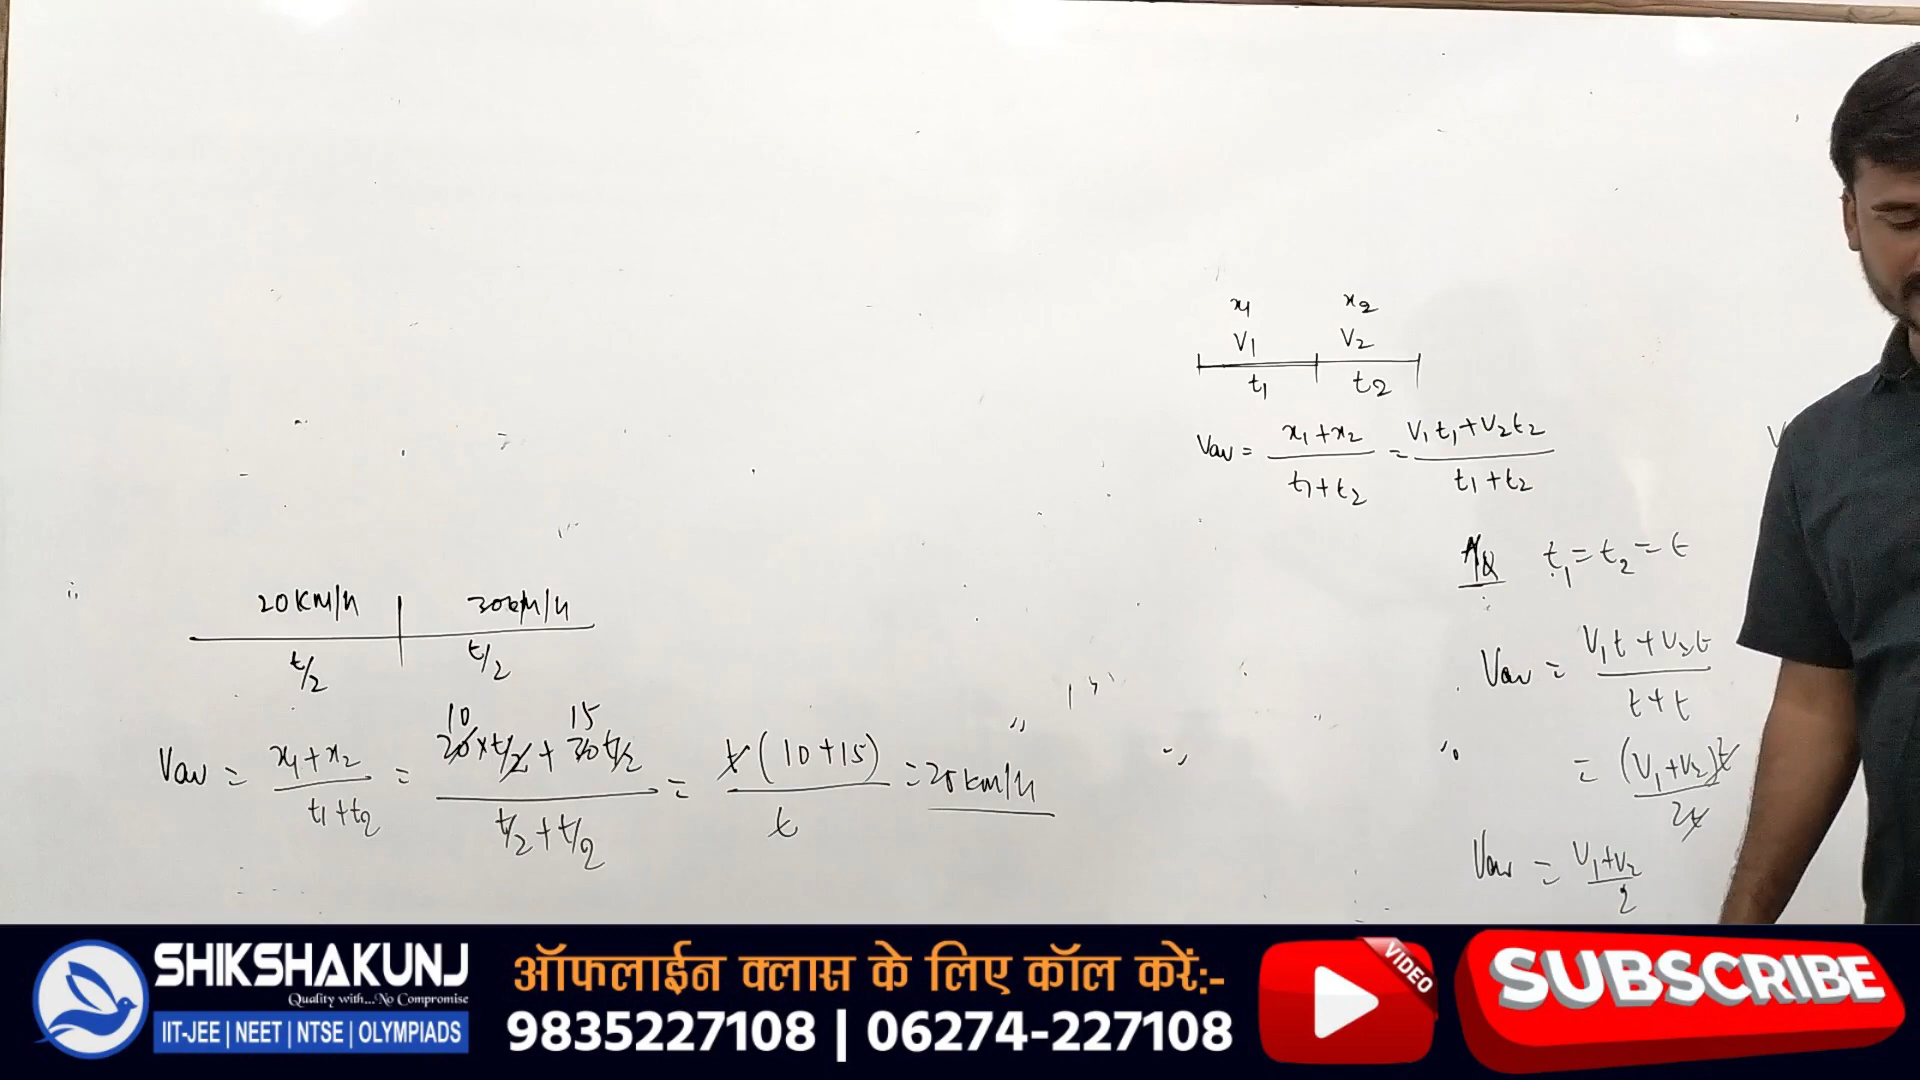 x₁ x₂
V₁ V₂
t₁ t₂
Vav = (x₁+x₂)/(t₁+t₂) = (V₁t₁+V₂t₂)/(t₁+t₂)
t₁ = t₂ = t
Vav = (V₁t+V₂t)/(t+t)
= (V₁+V₂)t/2t
Vav = (V₁+V₂)/2
20KM/H 30KM/H
t/2 t/2
10 15
Vav = (x₁+x₂)/(t₁+t₂) = (20×t/2+30t/2)/(t/2+t/2) = t(10+15)/t = 25km/H
SHIKSHAKUNJ
Quality with...No Compromise
IIT-JEE | NEET | NTSE | OLYMPIADS
ऑफलाईन क्लास के लिए कॉल करें:-
9835227108 | 06274-227108
VIDEO
SUBSCRIBE